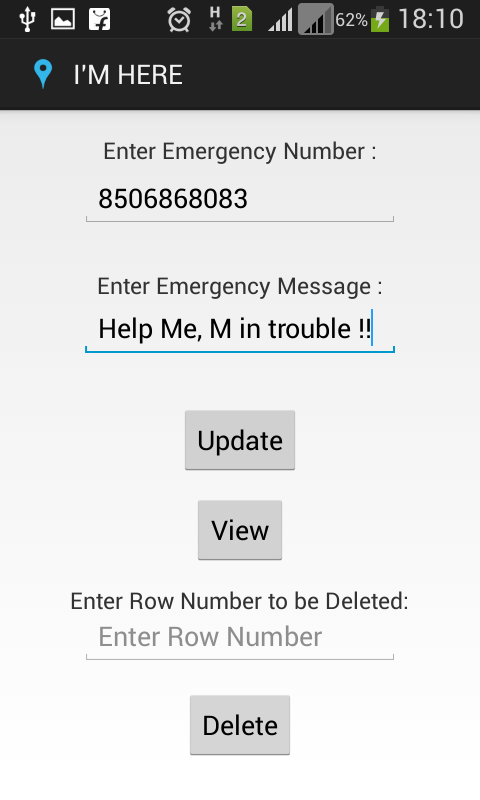 H 2 62% 18:10
I'M HERE
Enter Emergency Number :
8506868083
Enter Emergency Message :
Help Me, M in trouble !!
Update
View
Enter Row Number to be Deleted:
Enter Row Number
Delete